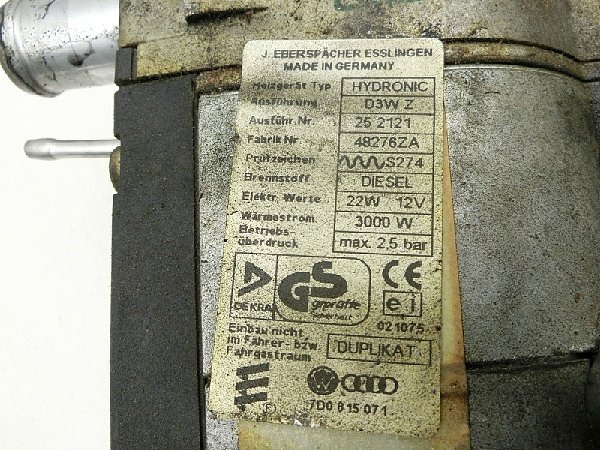 J. EBERSPÄCHER ESSLINGEN
MADE IN GERMANY
Heizgerät Typ HYDRONIC
Ausführung D3W Z
Ausführ.Nr. 25 2121
Fabrik Nr. 48276ZA
Prüfzeichen S274
Brennstoff DIESEL
Elektr. Werte 22W 12V
Wärmestrom 3000 W
Betriebs
überdruck max. 2,5 bar
DEKRA GS geprüfte Sicherheit CE
e1
021075
Einbau nicht
im Fahrer- bzw
Fahrgastraum DUPLIKAT
7D0 815 071